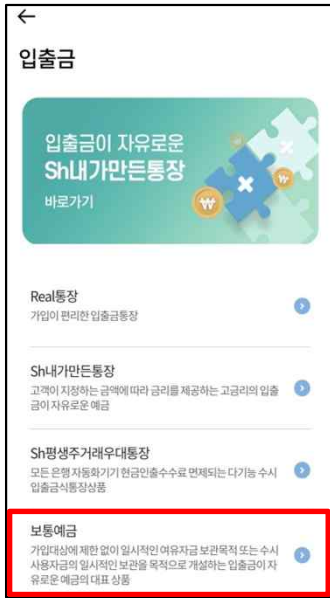 입출금
입출금이 자유로운
Sh내가만든통장
바로가기
Real통장
가입이 편리한 입출금통장
Sh내가만든통장
고객이 지정하는 금액에 따라 금리를 제공하는 고금리의 입출
금이 자유로운 예금
Sh평생주거래우대통장
모든 은행 자동화기기 현금인출수수료 면제되는 다기능 수시
입출금식통장상품
보통예금
가입대상에 제한 없이 일시적인 여유자금 보관목적 또는 수시
사용자금의 일시적인 보관을 목적으로 개설하는 입출금이 자
유로운 예금의 대표 상품